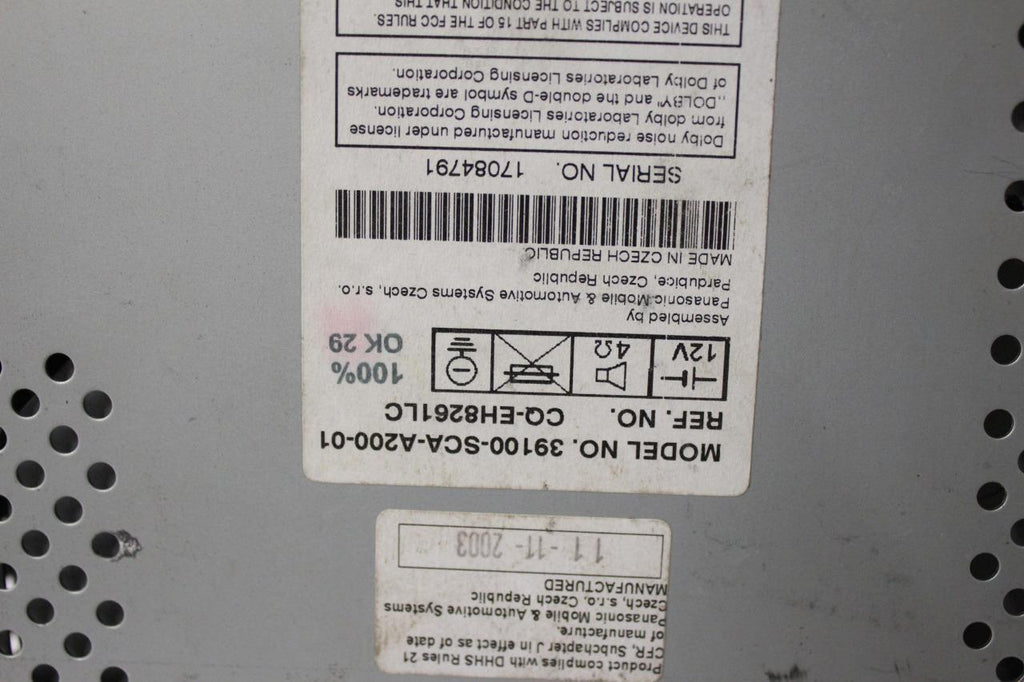 Product complies with DHHS Rules 21
CFR, Subchapter J in effect as of date
of manufacture.
Panasonic Mobile & Automotive Systems
Czech, s.r.o. Czech Republic
MANUFACTURED
11-11-2003
MODEL NO. 39100-SCA-A200-01
REF. NO. CQ-EH8261LC
12V
4Ω
100%
OK 29
Assembled by
Panasonic Mobile & Automotive Systems Czech, s.r.o.
Pardubice, Czech Republic
MADE IN CZECH REPUBLIC
SERIAL NO. 17084791
Dolby noise reduction manufactured under license
from dolby Laboratories Licensing Corporation.
,,DOLBY" and the double-D symbol are trademarks
of Dolby Laboratories Licensing Corporation.
THIS DEVICE COMPLIES WITH PART 15 OF THE FCC RULES.
OPERATION IS SUBJECT TO THE CONDITION THAT THIS